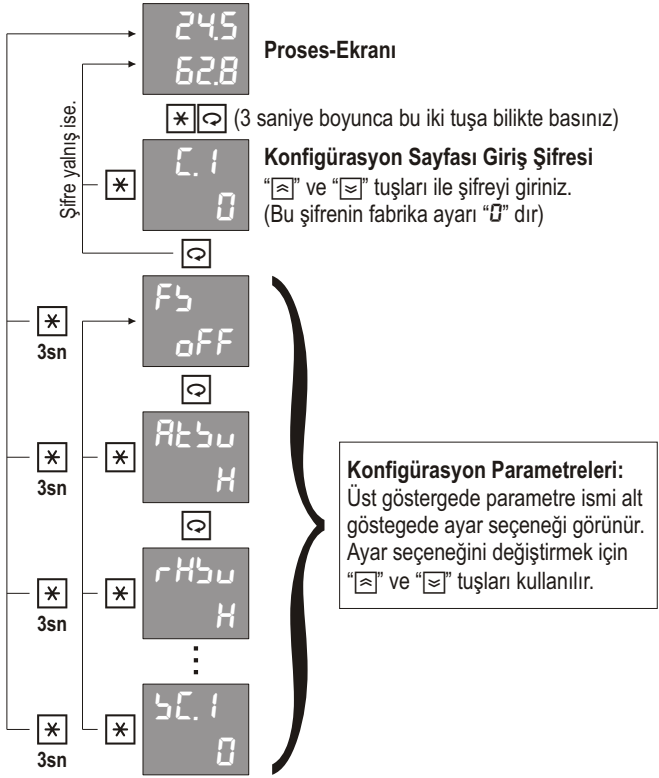 24.5
62.8
Proses-Ekranı
(3 saniye boyunca bu iki tuşa bilikte basınız)
Şifre yalnış ise.
C.1
0
Konfigürasyon Sayfası Giriş Şifresi
“ ” ve “ ” tuşları ile şifreyi giriniz.
(Bu şifrenin fabrika ayarı “0” dır)
FS
oFF
3sn
AtSu
H
3sn
rHSu
H
3sn
SC.1
0
3sn
Konfigürasyon Parametreleri:
Üst göstergede parametre ismi alt
göstegede ayar seçeneği görünür.
Ayar seçeneğini değiştirmek için
“ ” ve “ ” tuşları kullanılır.